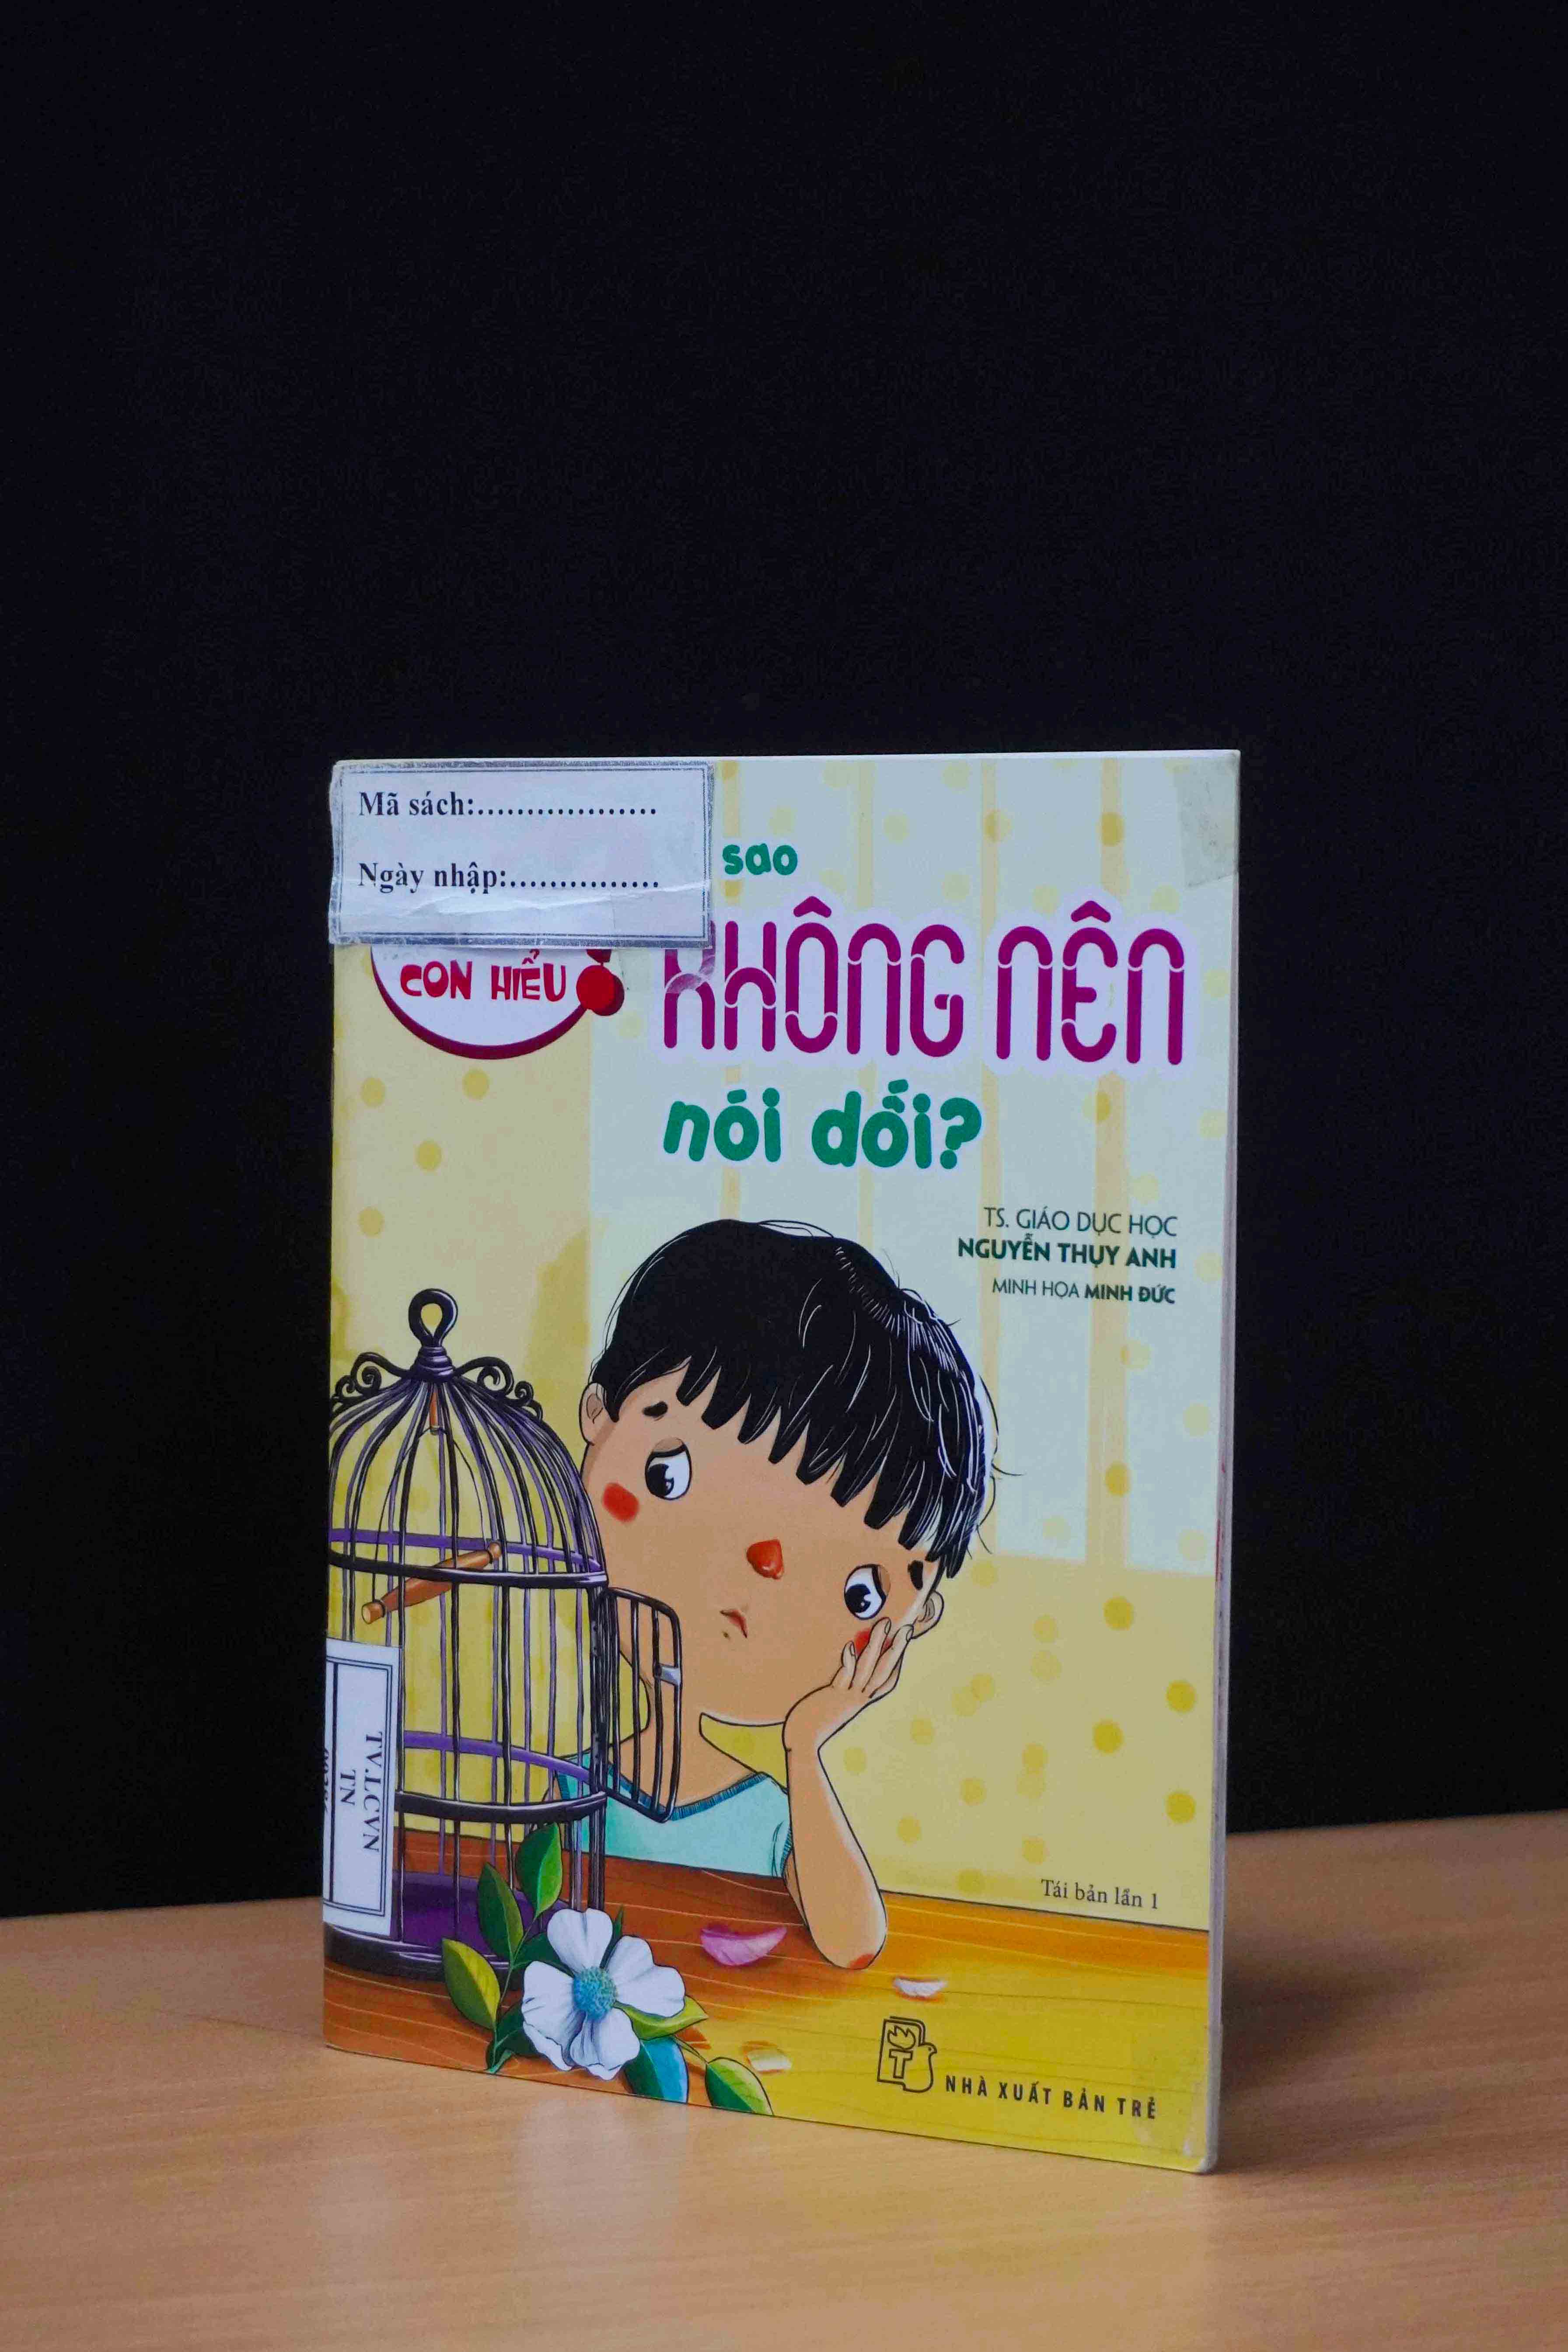 Mã sách:..................
Ngày nhập:...............
sao
CON HIỂU
KHÔNG NÊN
nói dối?
TS. GIÁO DỤC HỌC
NGUYỄN THỤY ANH
MINH HỌA MINH ĐỨC
TV.LCVN
TN
Tái bản lần 1
NHÀ XUẤT BẢN TRẺ